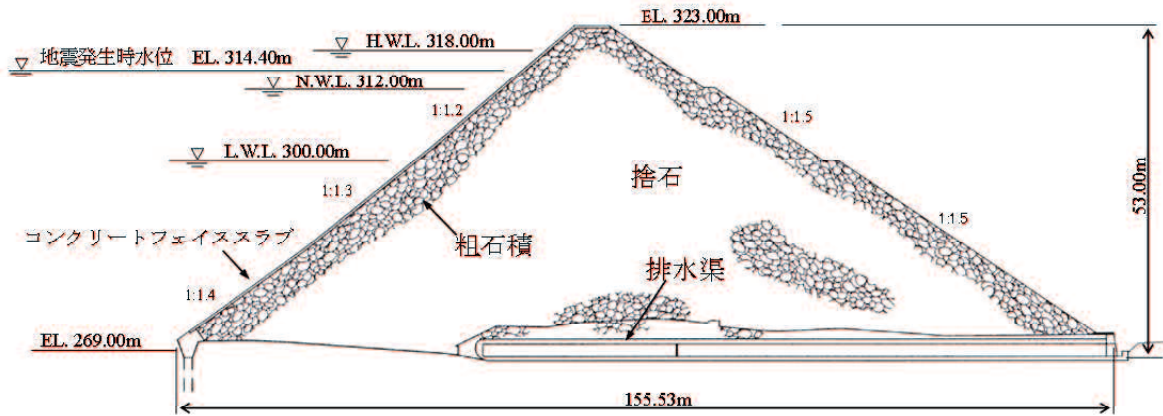 EL. 323.00m
H.W.L. 318.00m
地震発生時水位 EL. 314.40m
N.W.L. 312.00m
1:1.2
1:1.5
L.W.L. 300.00m
捨石
53.00m
1:1.3
1:1.5
コンクリートフェイススラブ
粗石積
排水渠
1:1.4
EL. 269.00m
155.53m